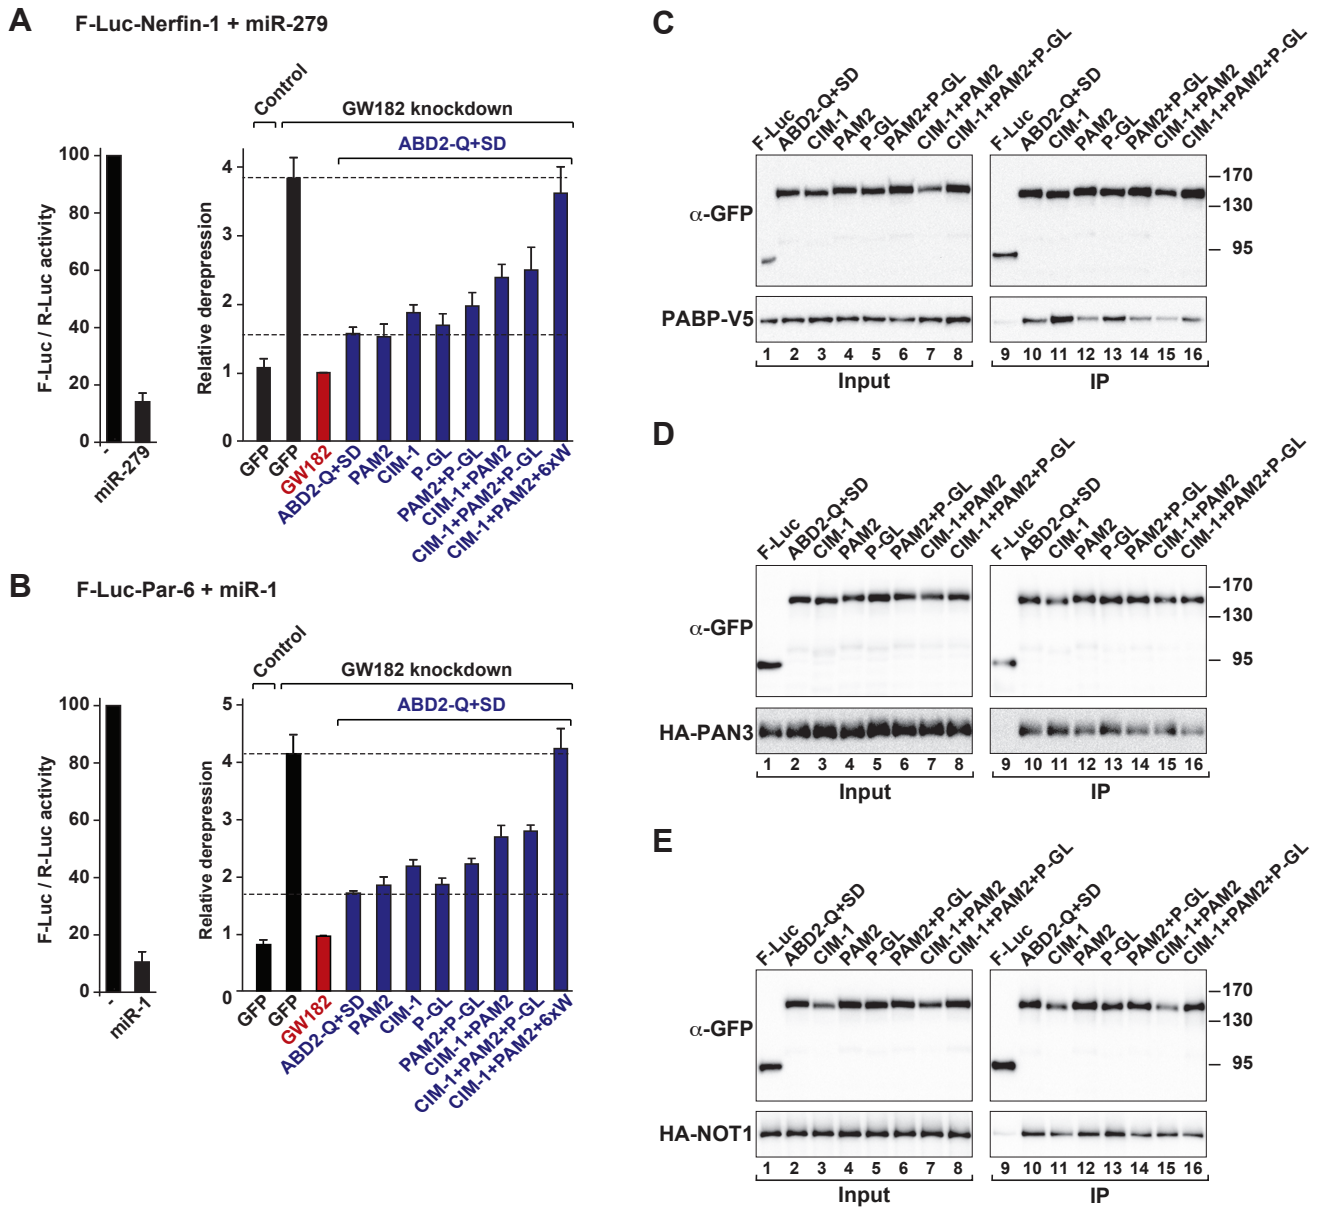 A
F-Luc-Nerfin-1 + miR-279
Control
GW182 knockdown
ABD2-Q+SD
F-Luc / R-Luc activity
100
80
60
40
20
0
-
miR-279
Relative derepression
4
3
2
1
0
GFP
GFP
GW182
ABD2-Q+SD
PAM2
CIM-1
P-GL
PAM2+P-GL
CIM-1+PAM2
CIM-1+PAM2+P-GL
CIM-1+PAM2+6xW
B
F-Luc-Par-6 + miR-1
Control
GW182 knockdown
ABD2-Q+SD
F-Luc / R-Luc activity
100
80
60
40
20
0
-
miR-1
Relative derepression
5
4
3
2
1
0
GFP
GFP
GW182
ABD2-Q+SD
PAM2
CIM-1
P-GL
PAM2+P-GL
CIM-1+PAM2
CIM-1+PAM2+P-GL
CIM-1+PAM2+6xW
C
F-Luc
ABD2-Q+SD
CIM-1
PAM2
P-GL
PAM2+P-GL
CIM-1+PAM2
CIM-1+PAM2+P-GL
F-Luc
ABD2-Q+SD
CIM-1
PAM2
P-GL
PAM2+P-GL
CIM-1+PAM2
CIM-1+PAM2+P-GL
α-GFP
170
130
95
PABP-V5
1 2 3 4 5 6 7 8 9 10 11 12 13 14 15 16
Input IP
D
F-Luc
ABD2-Q+SD
CIM-1
PAM2
P-GL
PAM2+P-GL
CIM-1+PAM2
CIM-1+PAM2+P-GL
F-Luc
ABD2-Q+SD
CIM-1
PAM2
P-GL
PAM2+P-GL
CIM-1+PAM2
CIM-1+PAM2+P-GL
α-GFP
170
130
95
HA-PAN3
1 2 3 4 5 6 7 8 9 10 11 12 13 14 15 16
Input IP
E
F-Luc
ABD2-Q+SD
CIM-1
PAM2
P-GL
PAM2+P-GL
CIM-1+PAM2
CIM-1+PAM2+P-GL
F-Luc
ABD2-Q+SD
CIM-1
PAM2
P-GL
PAM2+P-GL
CIM-1+PAM2
CIM-1+PAM2+P-GL
α-GFP
170
130
95
HA-NOT1
1 2 3 4 5 6 7 8 9 10 11 12 13 14 15 16
Input IP